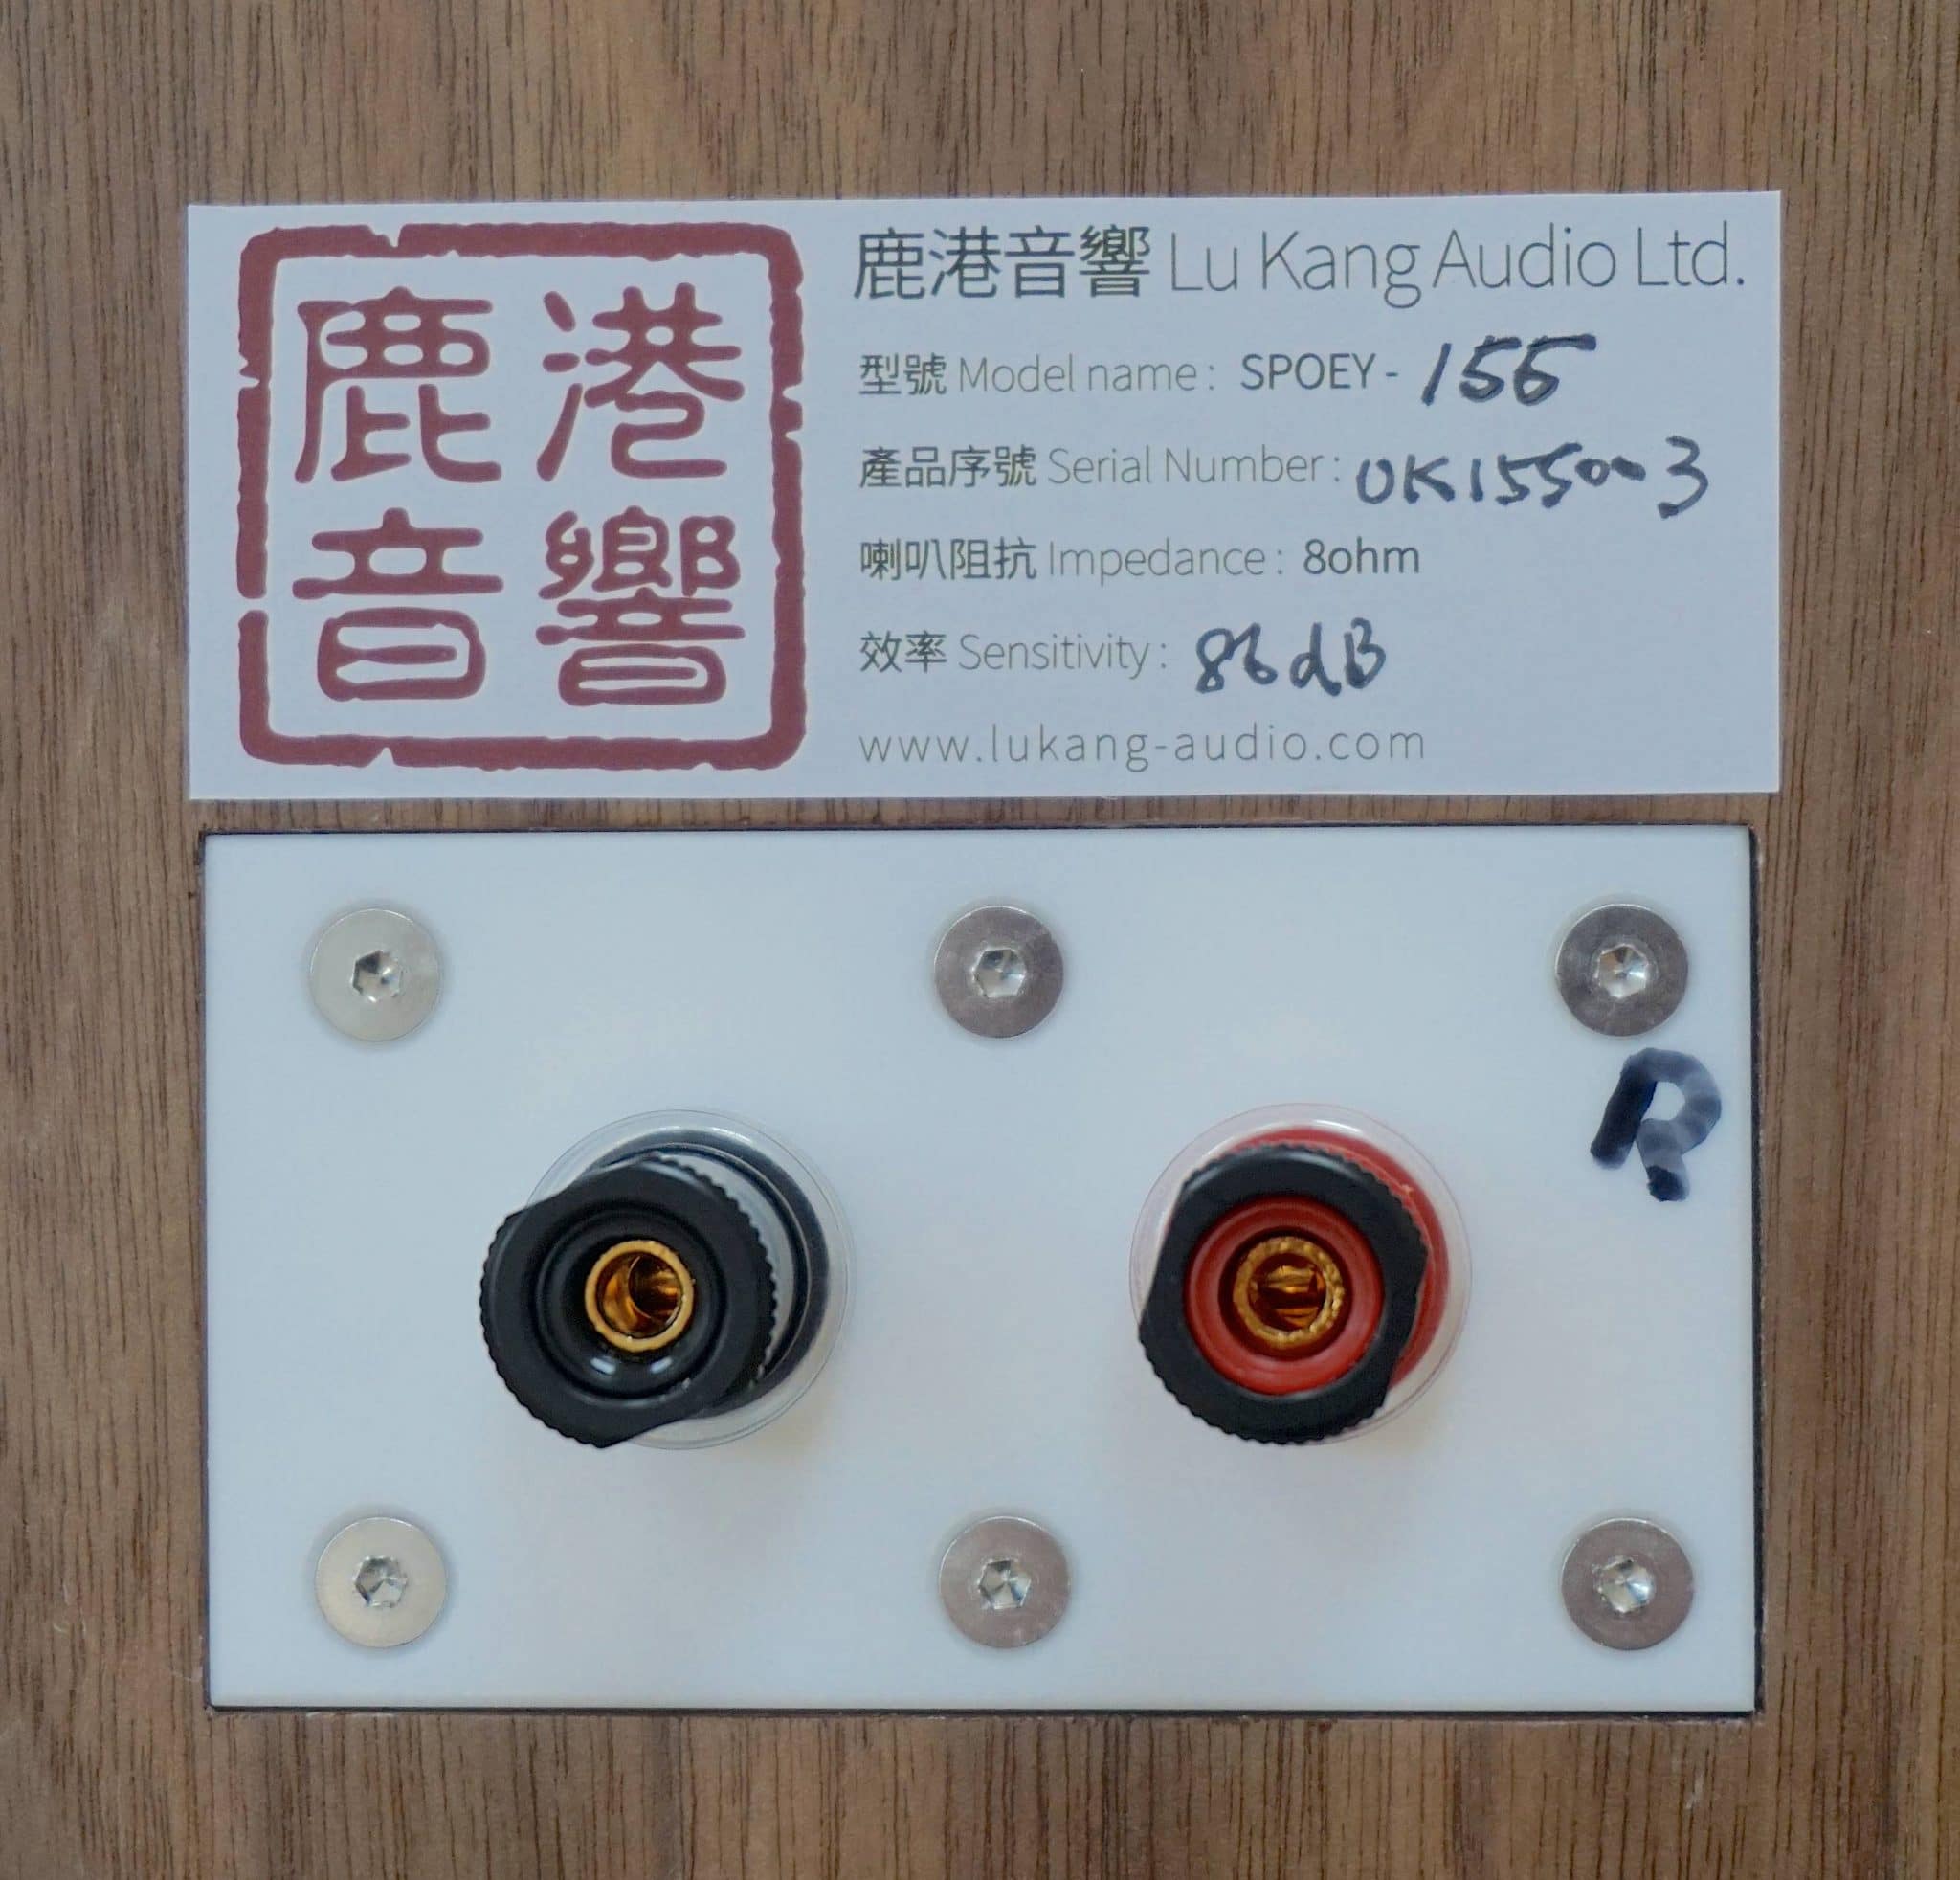 鹿港
音響
鹿港音響 Lu Kang Audio Ltd.
型號 Model name : SPOEY - 155
產品序號 Serial Number : UK155003
喇叭阻抗 Impedance : 8ohm
效率 Sensitivity : 86dB
www.lukang-audio.com
R